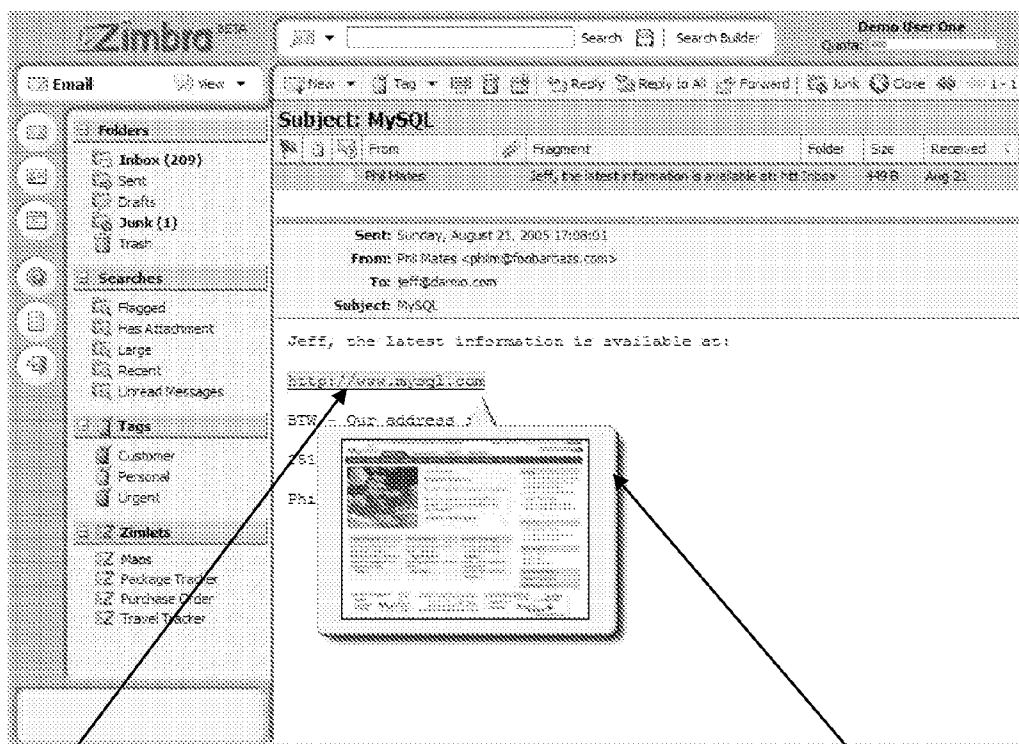 Zimbra BETA
Search Search Builder
Demo User One
Quota:
Email View
New Tag Reply Reply to All Forward Junk Close 1 - 1
Subject: MySQL
From Fragment Folder Size Received
Phil Mates Jeff, the latest information is available at: htt Inbox 449 B Aug 21
Folders
Inbox (209)
Sent
Drafts
Junk (1)
Trash
Searches
Flagged
Has Attachment
Large
Recent
Unread Messages
Tags
Customer
Personal
Urgent
Zimlets
Maps
Package Tracker
Purchase Order
Travel Tracker
Sent: Sunday, August 21, 2005 17:08:01
From: Phil Mates
To:
Subject: MySQL
Jeff, the latest information is available at:
http://www.mysql.com
BTW - Our address
Phi